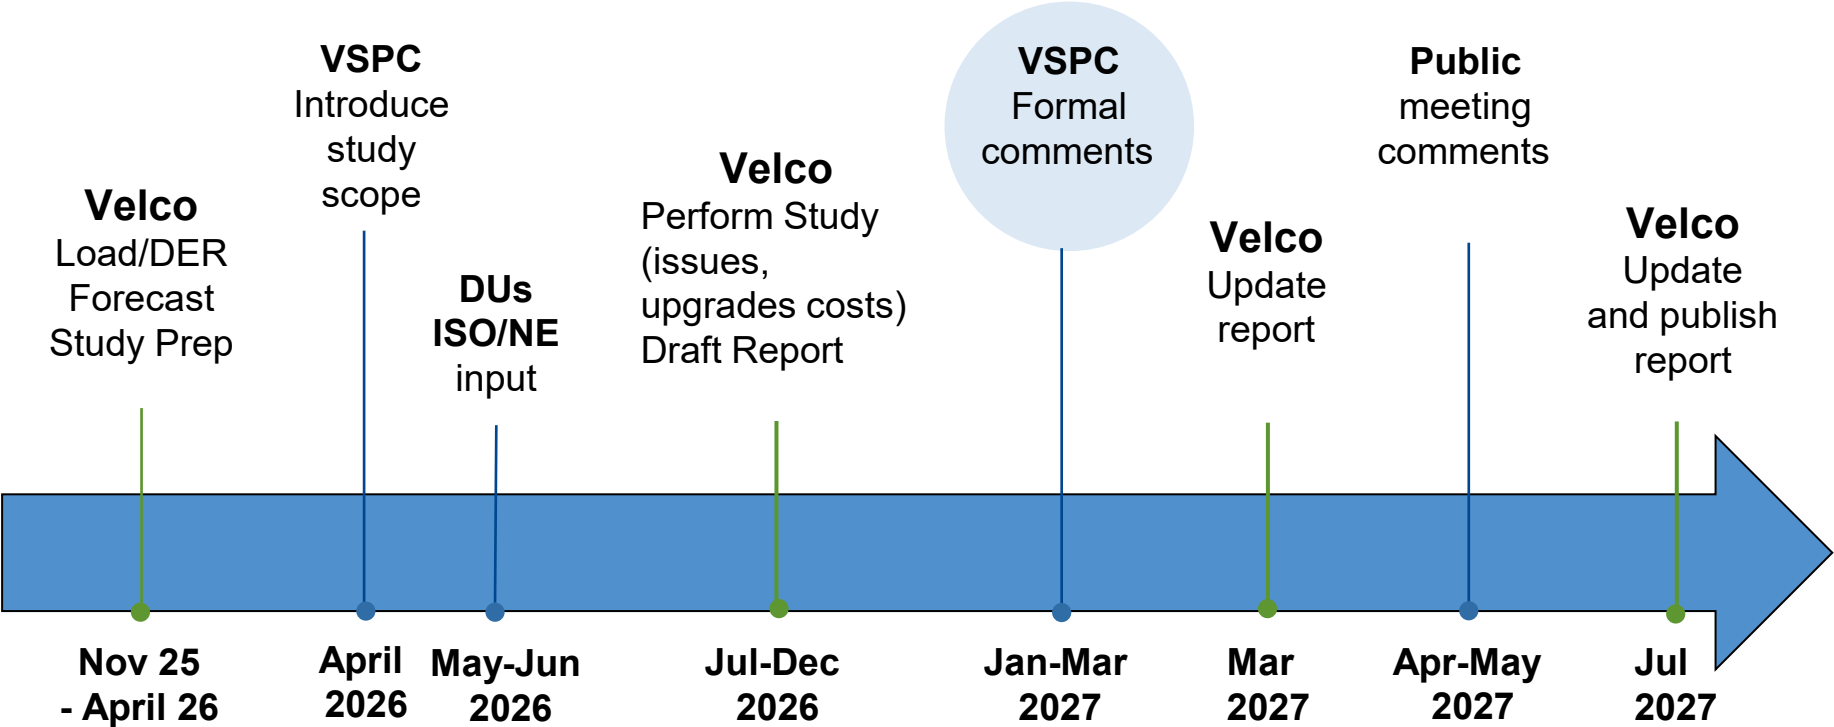 Velco
Load/DER
Forecast
Study Prep
Nov 25
- April 26
VSPC
Introduce
study
scope
April
2026
DUs
ISO/NE
input
May-Jun
2026
Velco
Perform Study
(issues,
upgrades costs)
Draft Report
Jul-Dec
2026
VSPC
Formal
comments
Jan-Mar
2027
Velco
Update
report
Mar
2027
Public
meeting
comments
Apr-May
2027
Velco
Update
and publish
report
Jul
2027